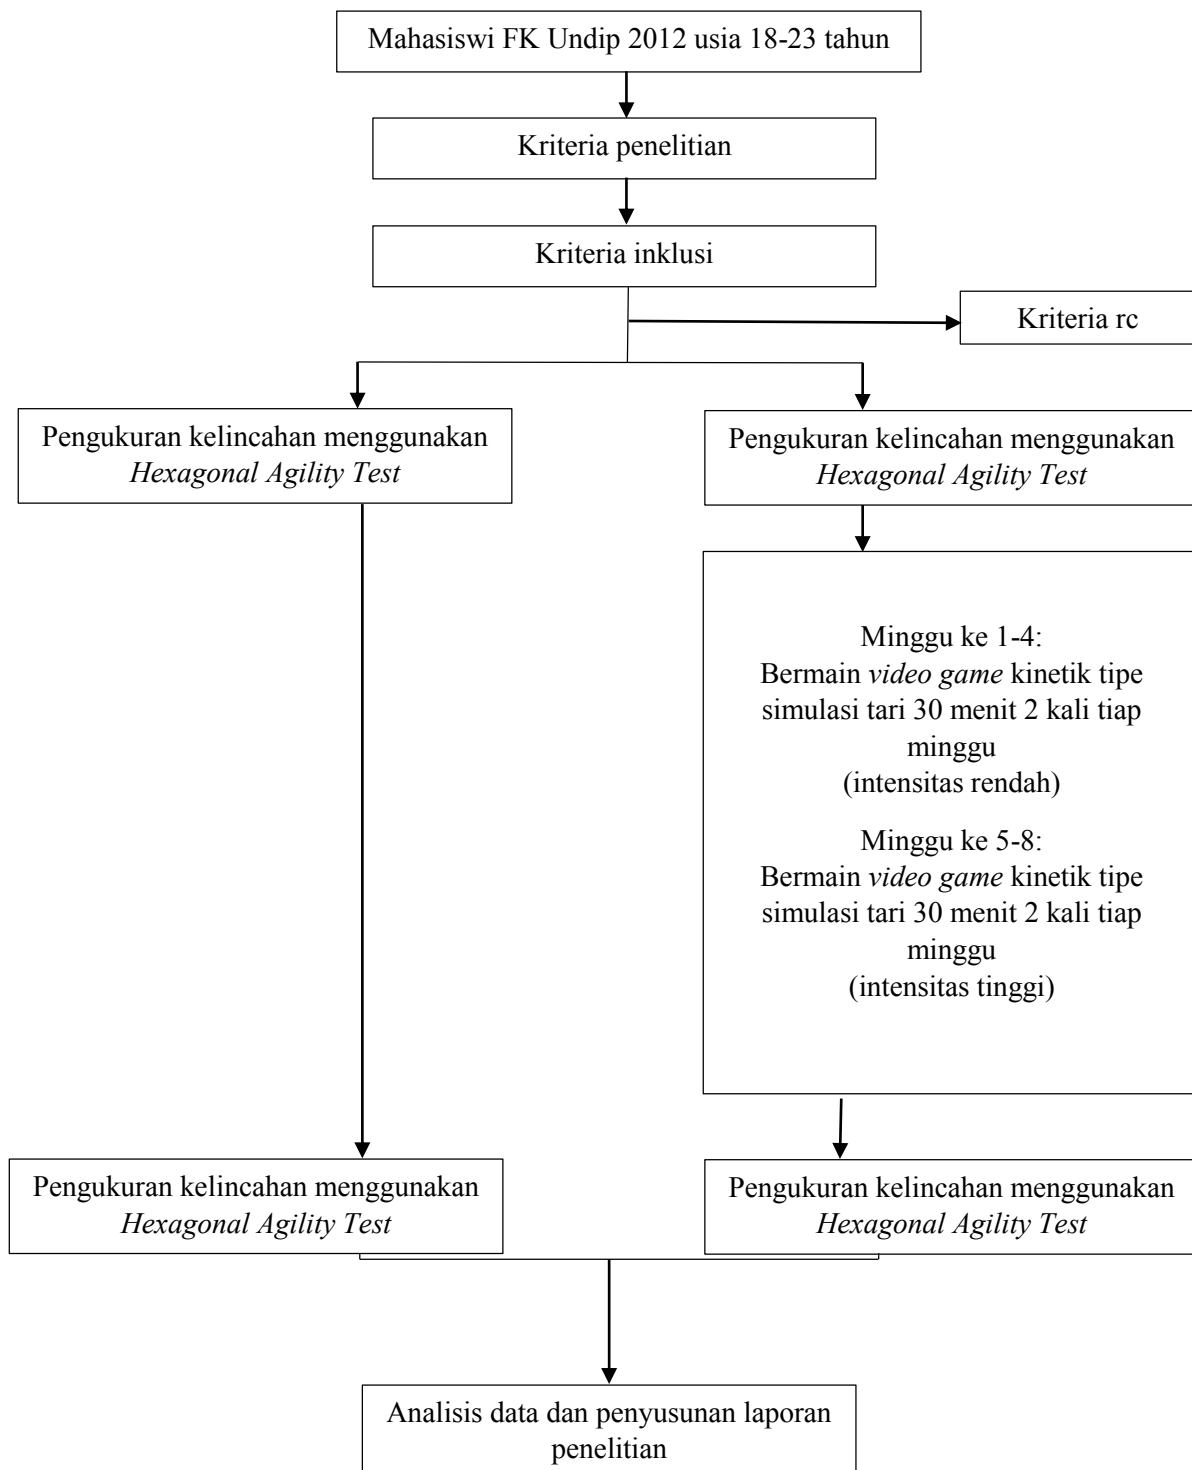 Mahasiswi FK Undip 2012 usia 18-23 tahun
Kriteria penelitian
Kriteria inklusi
Kriteria rc
Pengukuran kelincahan menggunakan
Hexagonal Agility Test
Pengukuran kelincahan menggunakan
Hexagonal Agility Test
Minggu ke 1-4:
Bermain video game kinetik tipe
simulasi tari 30 menit 2 kali tiap
minggu
(intensitas rendah)
Minggu ke 5-8:
Bermain video game kinetik tipe
simulasi tari 30 menit 2 kali tiap
minggu
(intensitas tinggi)
Pengukuran kelincahan menggunakan
Hexagonal Agility Test
Pengukuran kelincahan menggunakan
Hexagonal Agility Test
Analisis data dan penyusunan laporan
penelitian